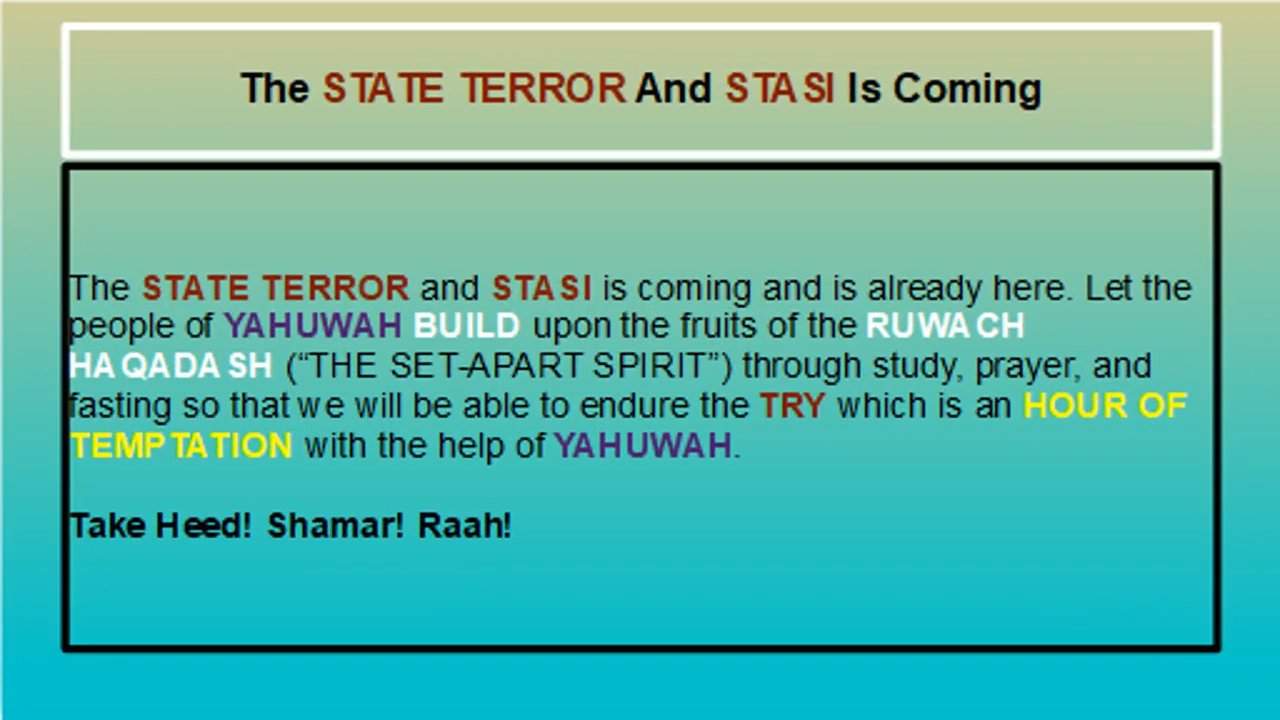 The STATE TERROR And STASI Is Coming
The STATE TERROR and STASI is coming and is already here. Let the
people of YAHUWAH BUILD upon the fruits of the RUWACH
HAQADASH (“THE SET-APART SPIRIT”) through study, prayer, and
fasting so that we will be able to endure the TRY which is an HOUR OF
TEMPTATION with the help of YAHUWAH.
Take Heed! Shamar! Raah!